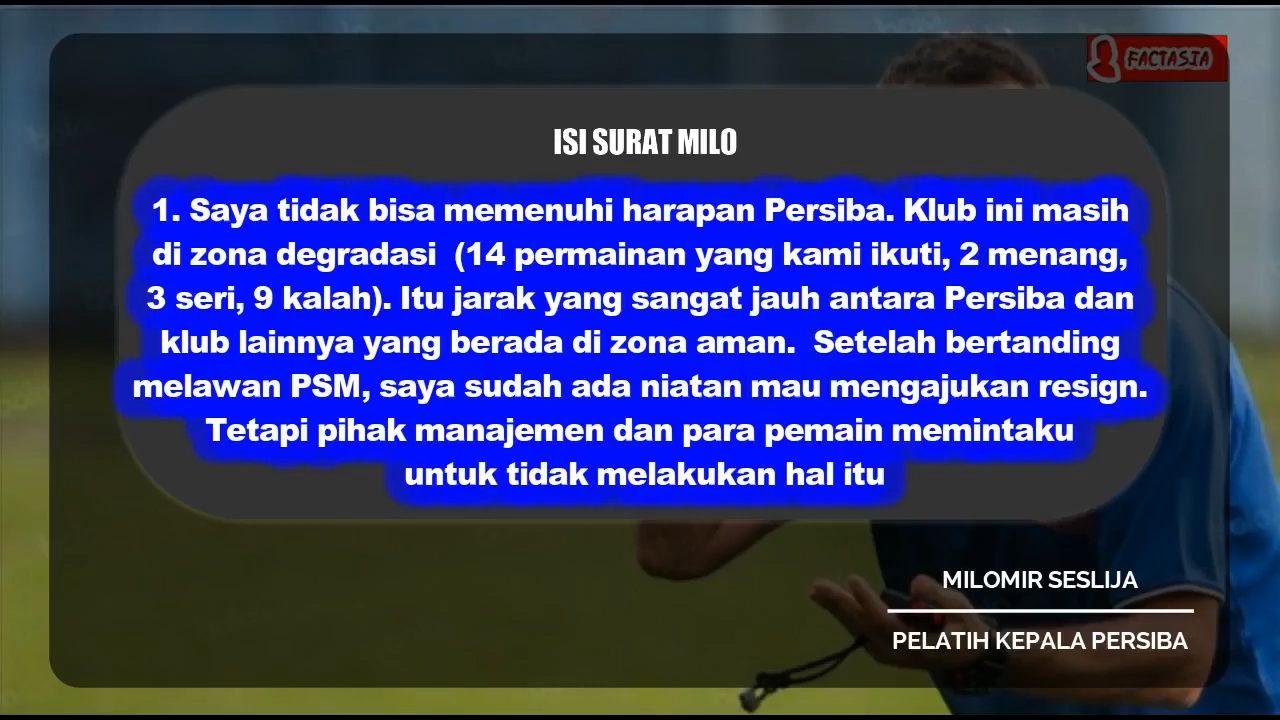 FACTASIA
ISI SURAT MILO
1. Saya tidak bisa memenuhi harapan Persiba. Klub ini masih
di zona degradasi  (14 permainan yang kami ikuti, 2 menang,
3 seri, 9 kalah). Itu jarak yang sangat jauh antara Persiba dan
klub lainnya yang berada di zona aman.  Setelah bertanding
melawan PSM, saya sudah ada niatan mau mengajukan resign.
Tetapi pihak manajemen dan para pemain memintaku
untuk tidak melakukan hal itu
MILOMIR SESLIJA
PELATIH KEPALA PERSIBA